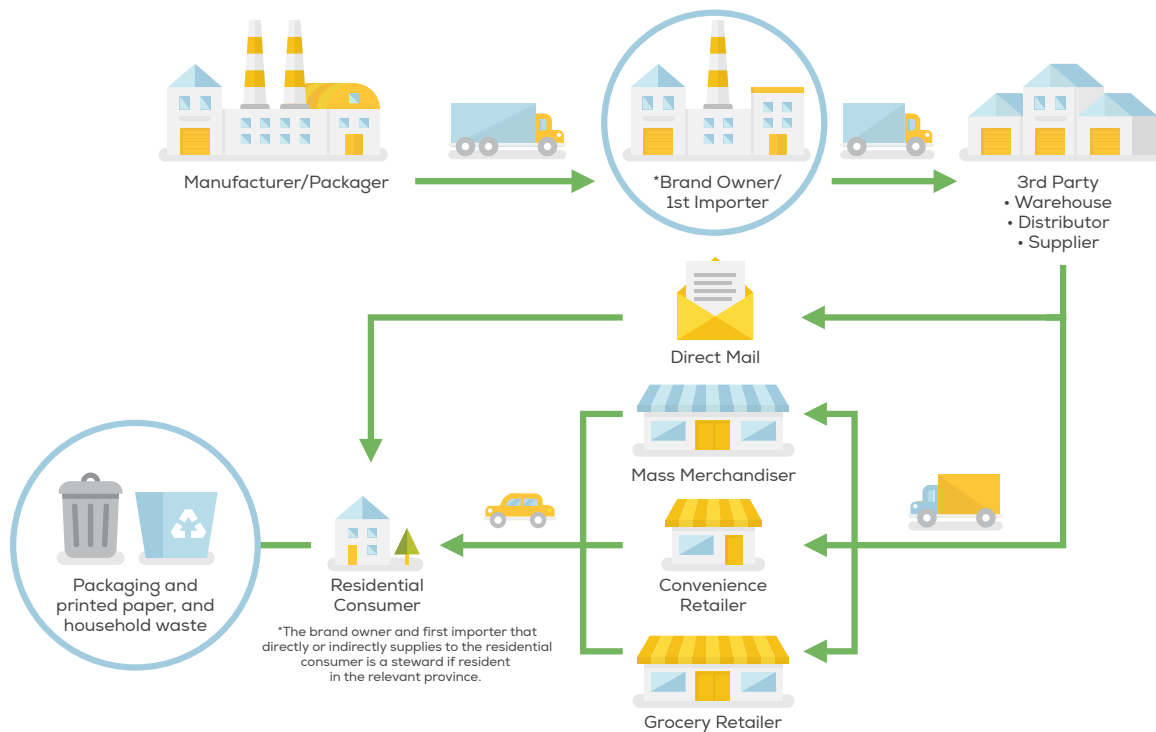 Manufacturer/Packager
*Brand Owner/
1st Importer
3rd Party
• Warehouse
• Distributor
• Supplier
Direct Mail
Mass Merchandiser
Convenience
Retailer
Grocery Retailer
Residential
Consumer
*The brand owner and first importer that
directly or indirectly supplies to the residential
consumer is a steward if resident
in the relevant province.
Packaging and
printed paper, and
household waste